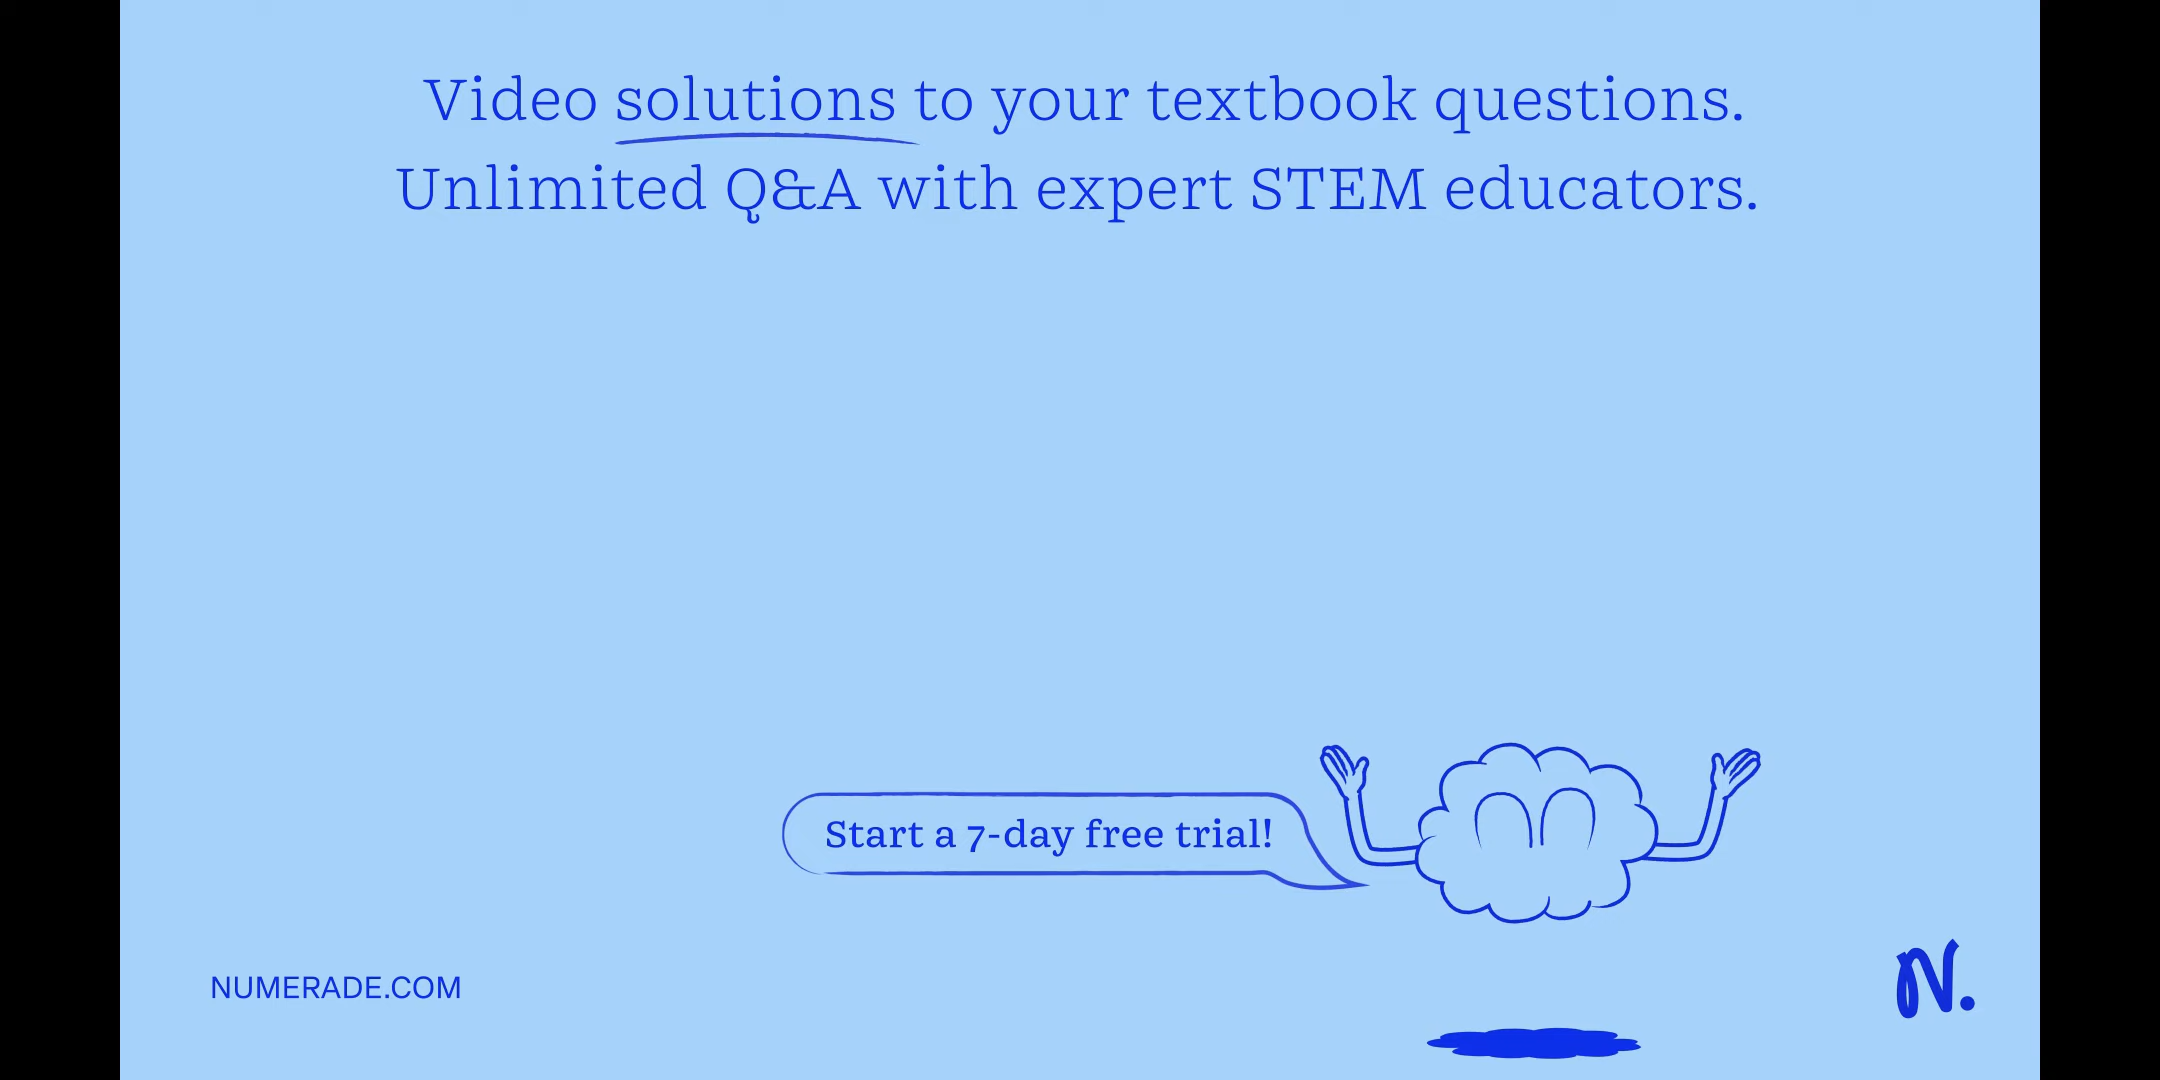 Video solutions to your textbook questions.
Unlimited Q&A with expert STEM educators.
Start a 7-day free trial!
NUMERADE.COM
N.